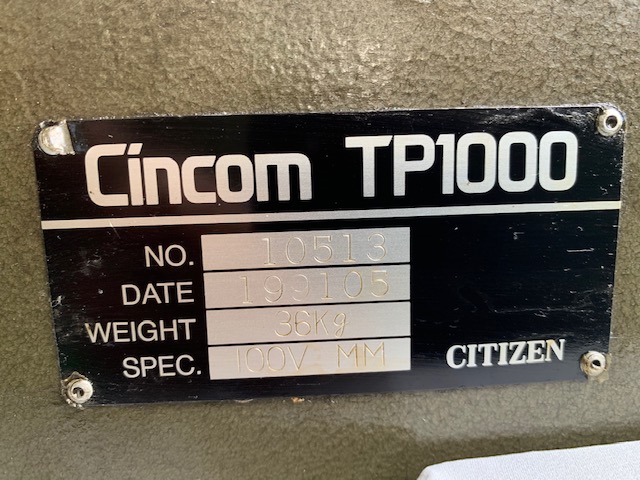 Cincom TP1000
NO. 10513
DATE 199105
WEIGHT 36Kg
SPEC. 100V MM
CITIZEN